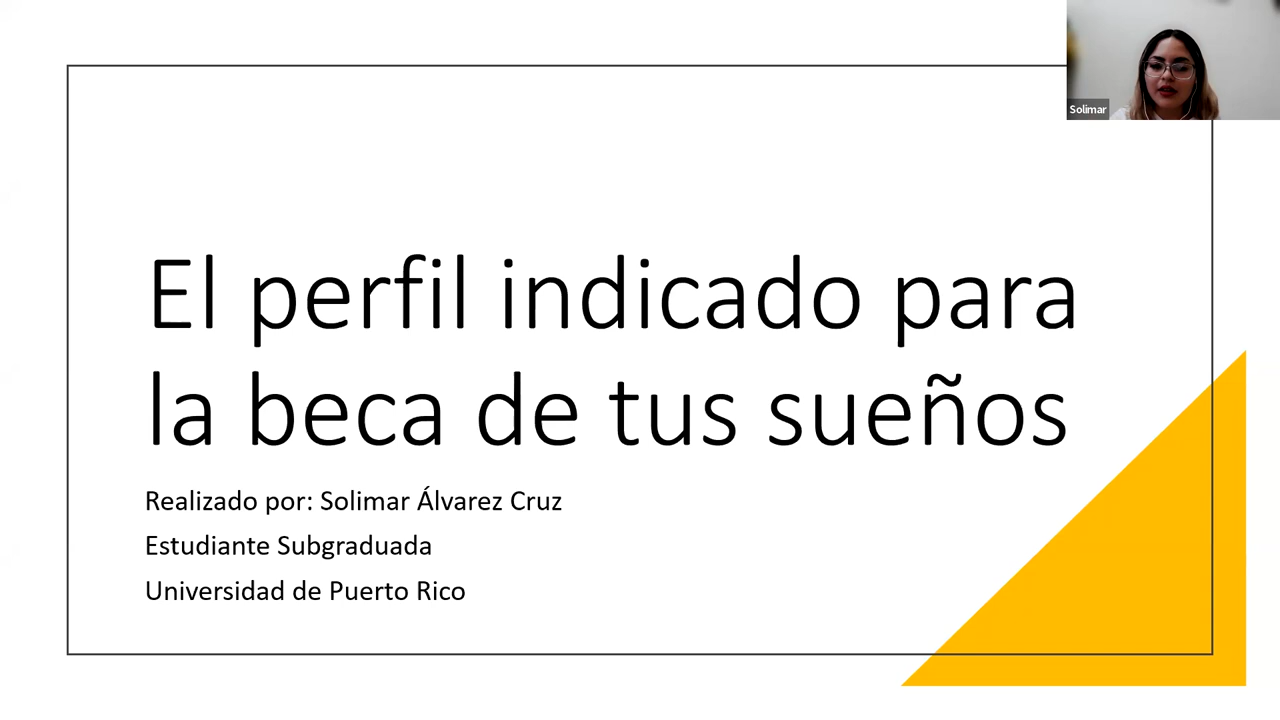 Solimar
El perfil indicado para
la beca de tus sueños
Realizado por: Solimar Álvarez Cruz
Estudiante Subgraduada
Universidad de Puerto Rico